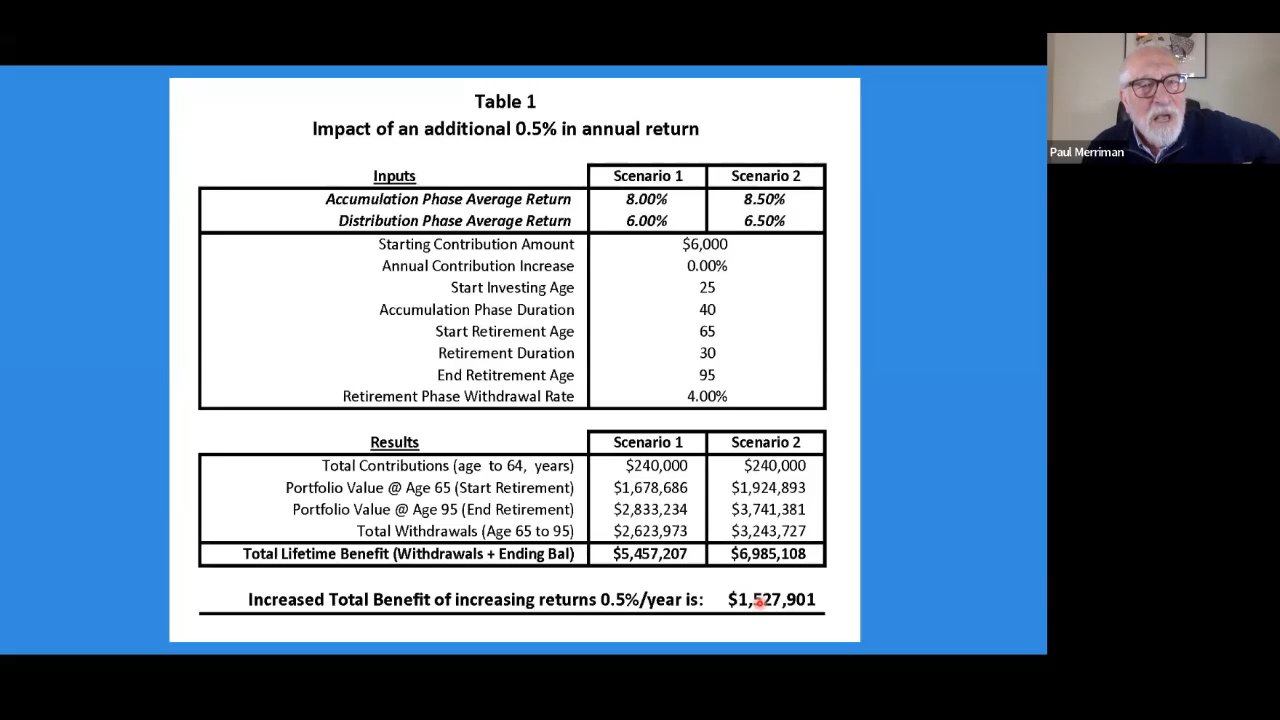 Table 1
Impact of an additional 0.5% in annual return
Inputs Scenario 1 Scenario 2
Accumulation Phase Average Return 8.00% 8.50%
Distribution Phase Average Return 6.00% 6.50%
Starting Contribution Amount $6,000
Annual Contribution Increase 0.00%
Start Investing Age 25
Accumulation Phase Duration 40
Start Retirement Age 65
Retirement Duration 30
End Retitrement Age 95
Retirement Phase Withdrawal Rate 4.00%
Results Scenario 1 Scenario 2
Total Contributions (age to 64, years) $240,000 $240,000
Portfolio Value @ Age 65 (Start Retirement) $1,678,686 $1,924,893
Portfolio Value @ Age 95 (End Retirement) $2,833,234 $3,741,381
Total Withdrawals (Age 65 to 95) $2,623,973 $3,243,727
Total Lifetime Benefit (Withdrawals + Ending Bal) $5,457,207 $6,985,108
Increased Total Benefit of increasing returns 0.5%/year is: $1,527,901
Paul Merriman